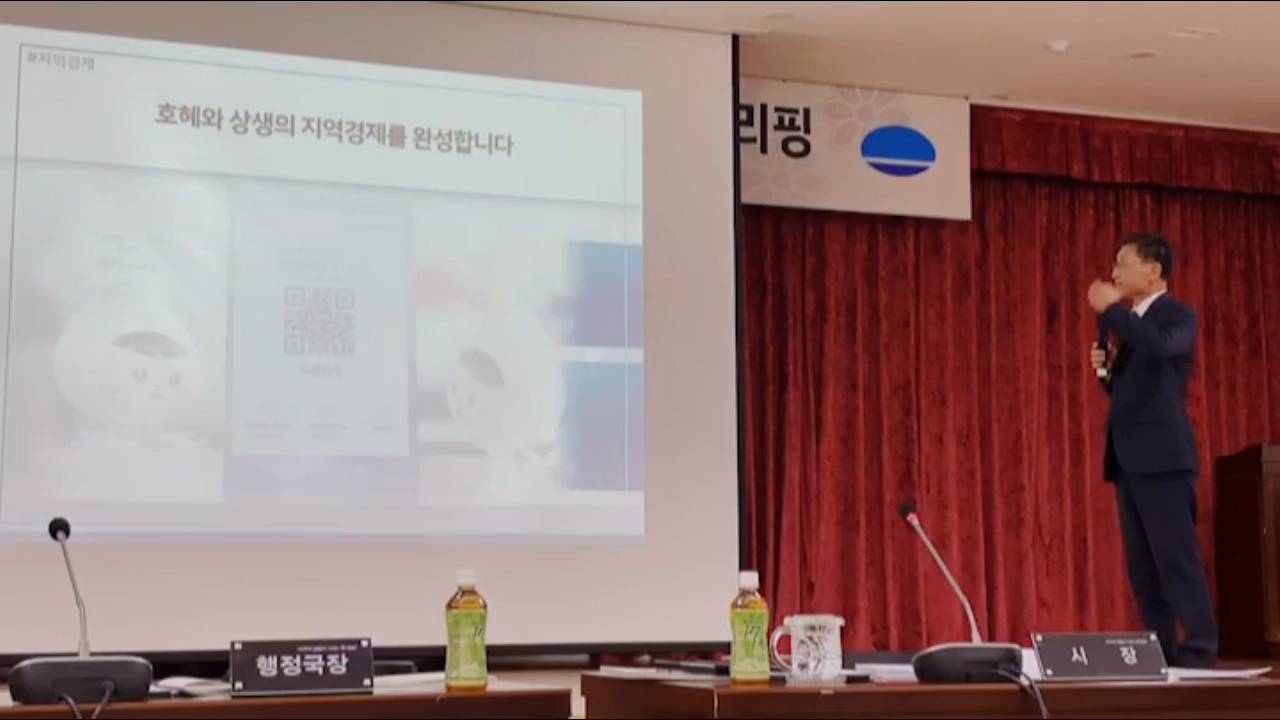 #지역경제
호혜와 상생의 지역경제를 완성합니다
리핑
행정국장
시 장